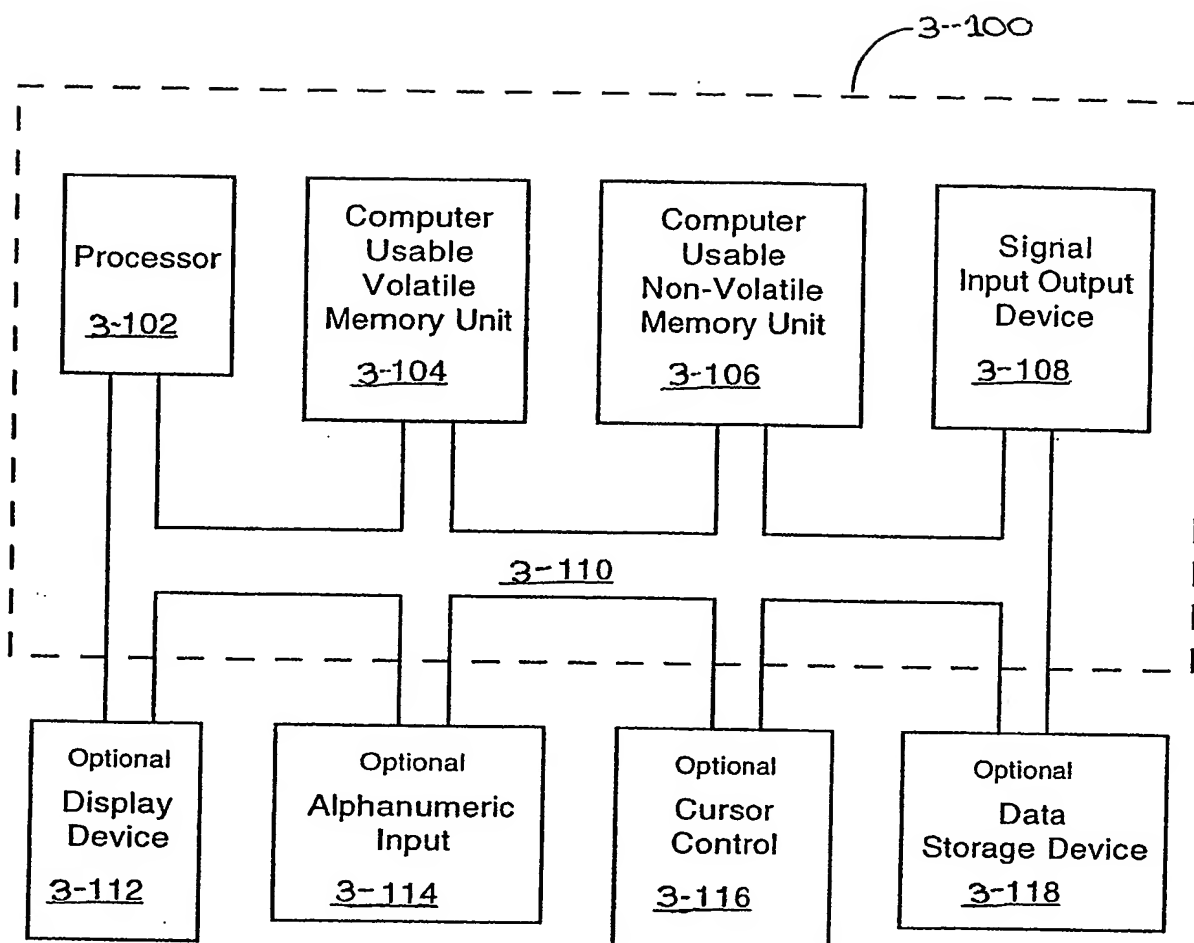 3--100
Processor
3-102
Computer
Usable
Volatile
Memory Unit
3-104
Computer
Usable
Non-Volatile
Memory Unit
3-106
Signal
Input Output
Device
3-108
3-110
Optional
Display
Device
3-112
Optional
Alphanumeric
Input
3-114
Optional
Cursor
Control
3-116
Optional
Data
Storage Device
3-118